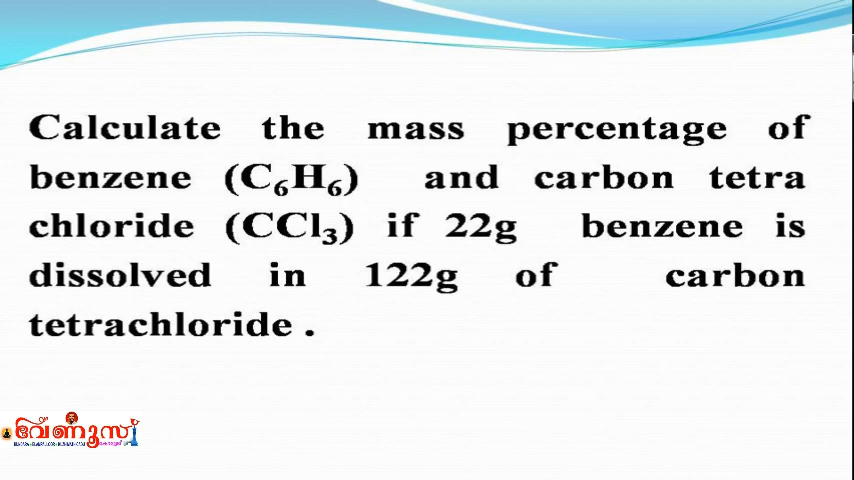 Calculate the mass percentage of
benzene (C₆H₆) and carbon tetra
chloride (CCl₃) if 22g benzene is
dissolved in 122g of carbon
tetrachloride .
വേണൂസ്